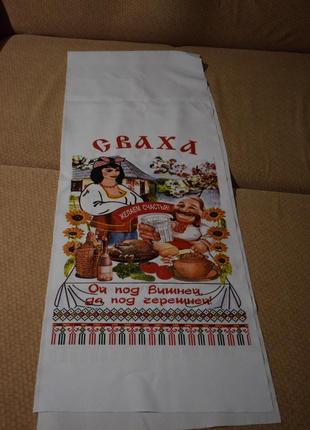 СВАХА
ЖЕЛАЕМ СЧАСТЬЯ!
Ой под Вишней,
да под черешней!